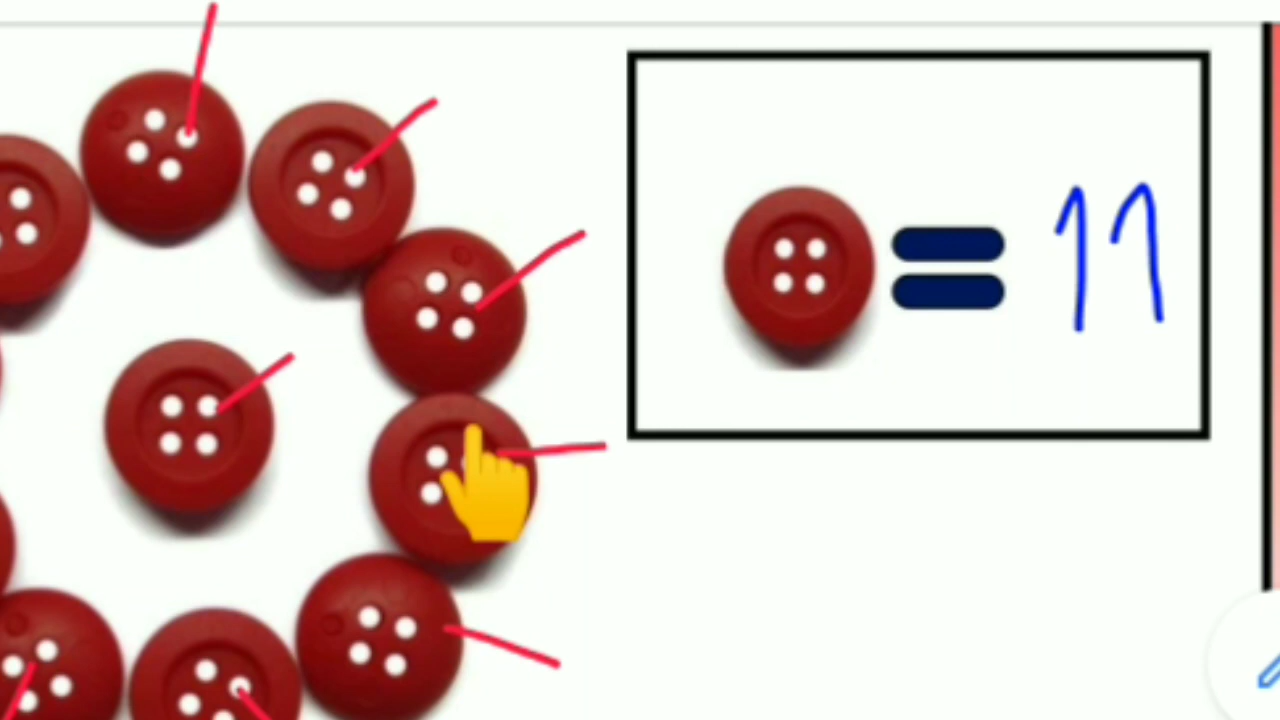 = 11